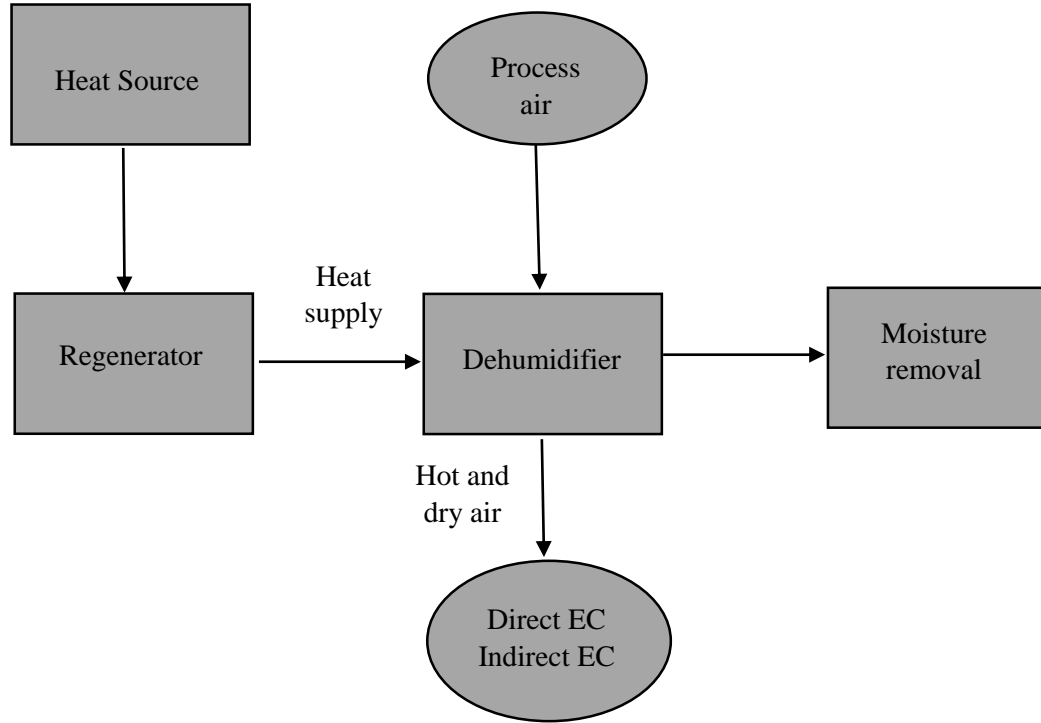 Heat Source
Process
air
Heat
supply
Regenerator
Dehumidifier
Moisture
removal
Hot and
dry air
Direct EC
Indirect EC